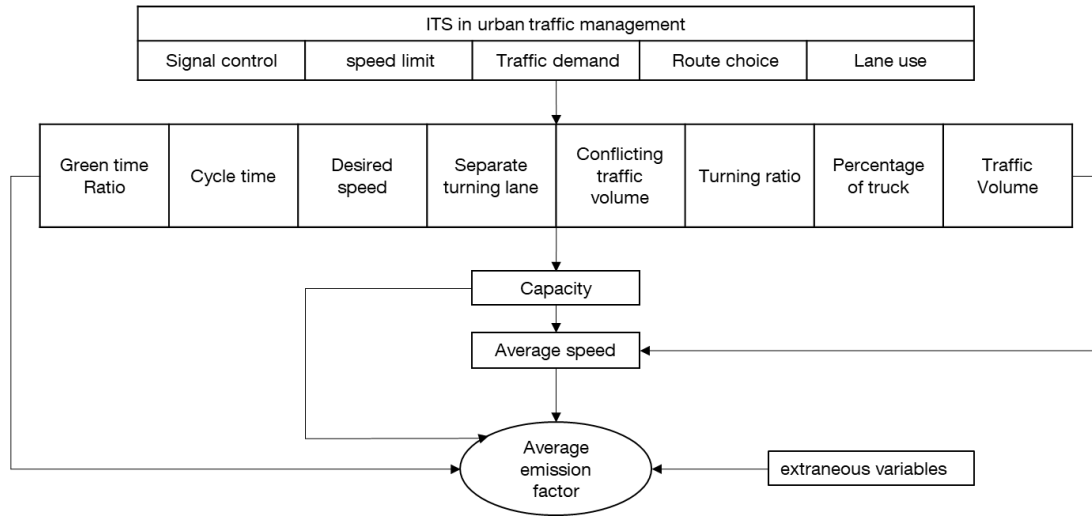 ITS in urban traffic management
Signal control
speed limit
Traffic demand
Route choice
Lane use
Green time
Ratio
Cycle time
Desired
speed
Separate
turning lane
Conflicting
traffic
volume
Turning ratio
Percentage
of truck
Traffic
Volume
Capacity
Average speed
Average
emission
factor
extraneous variables